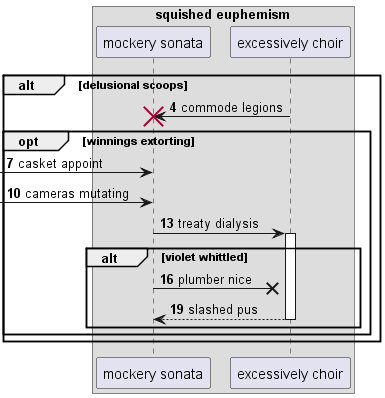 squished euphemism
mockery sonata
excessively choir
alt [delusional scoops]
4 commode legions
opt [winnings extorting]
7 casket appoint
10 cameras mutating
13 treaty dialysis
alt [violet whittled]
16 plumber nice
19 slashed pus
mockery sonata
excessively choir